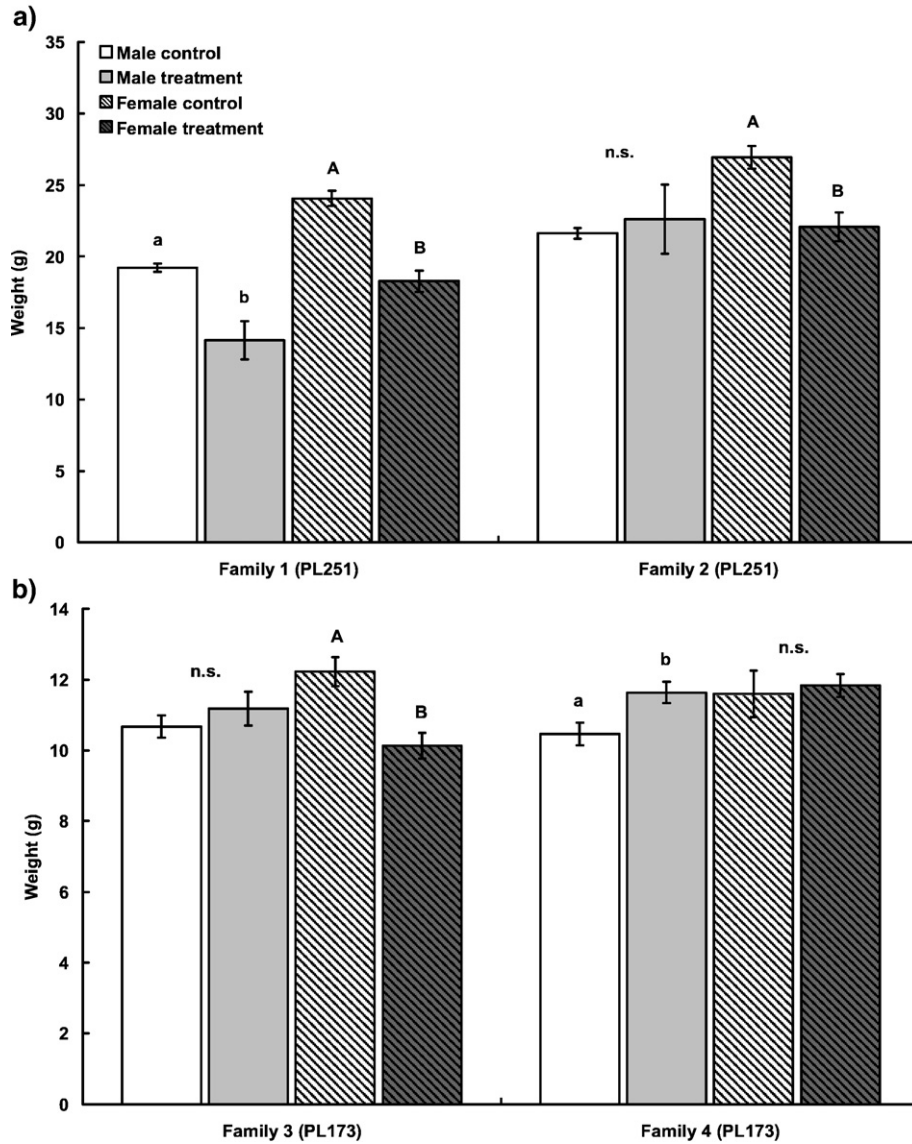 a)
35
30
25
20
15
10
5
0
Weight (g)
Male control
Male treatment
Female control
Female treatment
a
b
A
B
n.s.
A
B
Family 1 (PL251)
Family 2 (PL251)
b)
14
12
10
8
6
4
2
0
Weight (g)
n.s.
A
B
a
b
n.s.
Family 3 (PL173)
Family 4 (PL173)